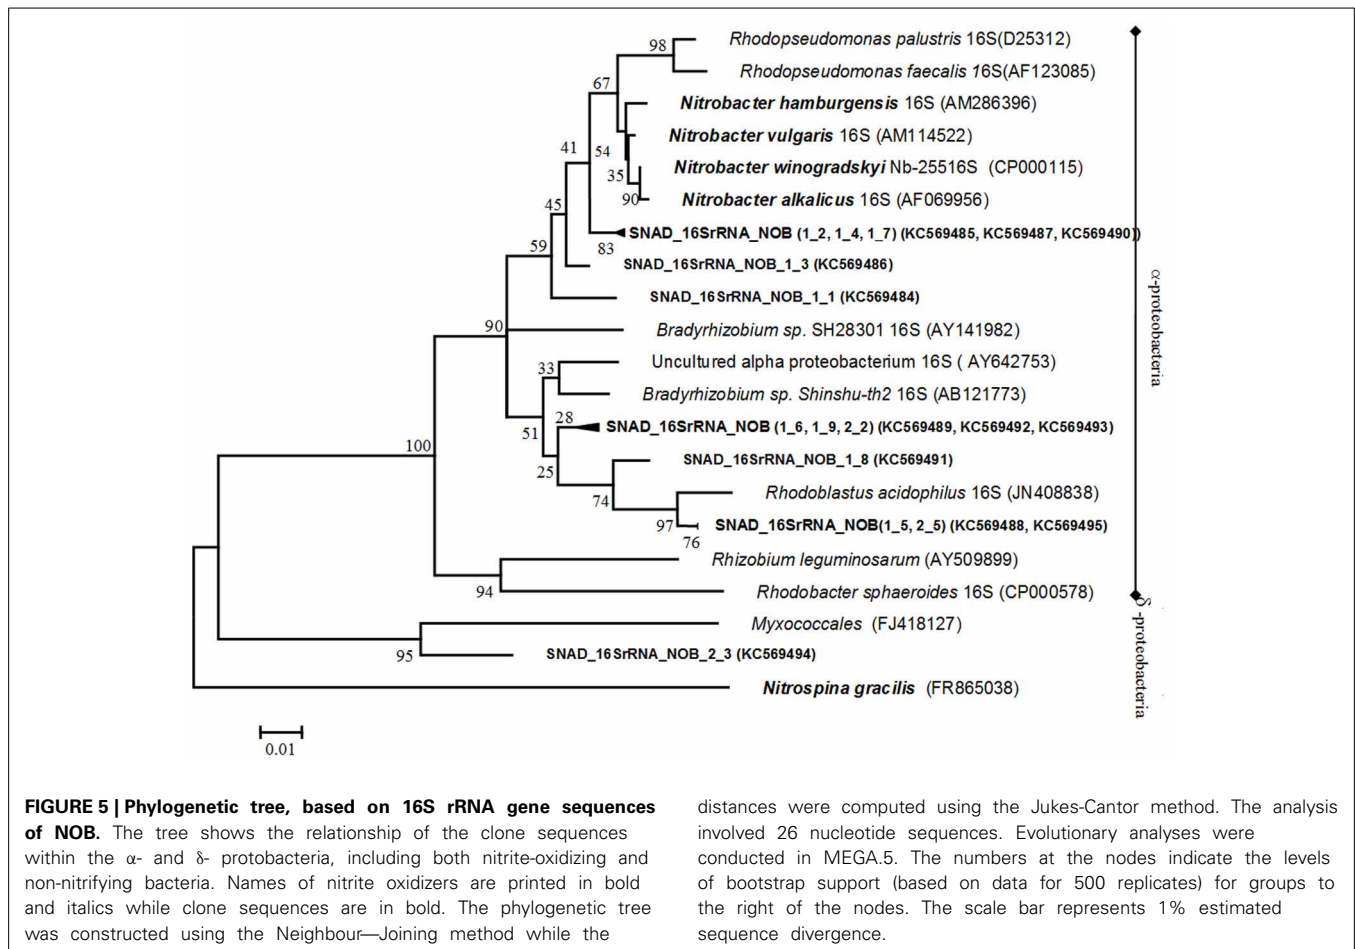 98
Rhodopseudomonas palustris 16S(D25312)
Rhodopseudomonas faecalis 16S(AF123085)
67
Nitrobacter hamburgensis 16S (AM286396)
Nitrobacter vulgaris 16S (AM114522)
41
54
Nitrobacter winogradskyi Nb-25516S (CP000115)
35
90
Nitrobacter alkalicus 16S (AF069956)
45
SNAD_16SrRNA_NOB (1_2, 1_4, 1_7) (KC569485, KC569487, KC569490))
59
83
SNAD_16SrRNA_NOB_1_3 (KC569486)
SNAD_16SrRNA_NOB_1_1 (KC569484)
α-proteobacteria
90
Bradyrhizobium sp. SH28301 16S (AY141982)
Uncultured alpha proteobacterium 16S ( AY642753)
33
Bradyrhizobium sp. Shinshu-th2 16S (AB121773)
28
SNAD_16SrRNA_NOB (1_6, 1_9, 2_2) (KC569489, KC569492, KC569493)
51
100
SNAD_16SrRNA_NOB_1_8 (KC569491)
25
74
Rhodoblastus acidophilus 16S (JN408838)
97
SNAD_16SrRNA_NOB(1_5, 2_5) (KC569488, KC569495)
76
Rhizobium leguminosarum (AY509899)
94
Rhodobacter sphaeroides 16S (CP000578)
δ -proteobacteria
Myxococcales (FJ418127)
95
SNAD_16SrRNA_NOB_2_3 (KC569494)
Nitrospina gracilis (FR865038)
0.01
FIGURE 5 | Phylogenetic tree, based on 16S rRNA gene sequences
of NOB. The tree shows the relationship of the clone sequences
within the α- and δ- protobacteria, including both nitrite-oxidizing and
non-nitrifying bacteria. Names of nitrite oxidizers are printed in bold
and italics while clone sequences are in bold. The phylogenetic tree
was constructed using the Neighbour—Joining method while the
distances were computed using the Jukes-Cantor method. The analysis
involved 26 nucleotide sequences. Evolutionary analyses were
conducted in MEGA.5. The numbers at the nodes indicate the levels
of bootstrap support (based on data for 500 replicates) for groups to
the right of the nodes. The scale bar represents 1% estimated
sequence divergence.